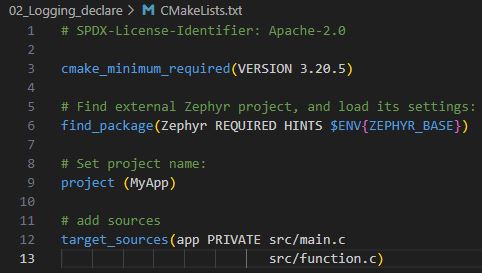 02_Logging_declare > CMakeLists.txt
1 # SPDX-License-Identifier: Apache-2.0
2
3 cmake_minimum_required(VERSION 3.20.5)
4
5 # Find external Zephyr project, and load its settings:
6 find_package(Zephyr REQUIRED HINTS $ENV{ZEPHYR_BASE})
7
8 # Set project name:
9 project (MyApp)
10
11 # add sources
12 target_sources(app PRIVATE src/main.c
13 src/function.c)